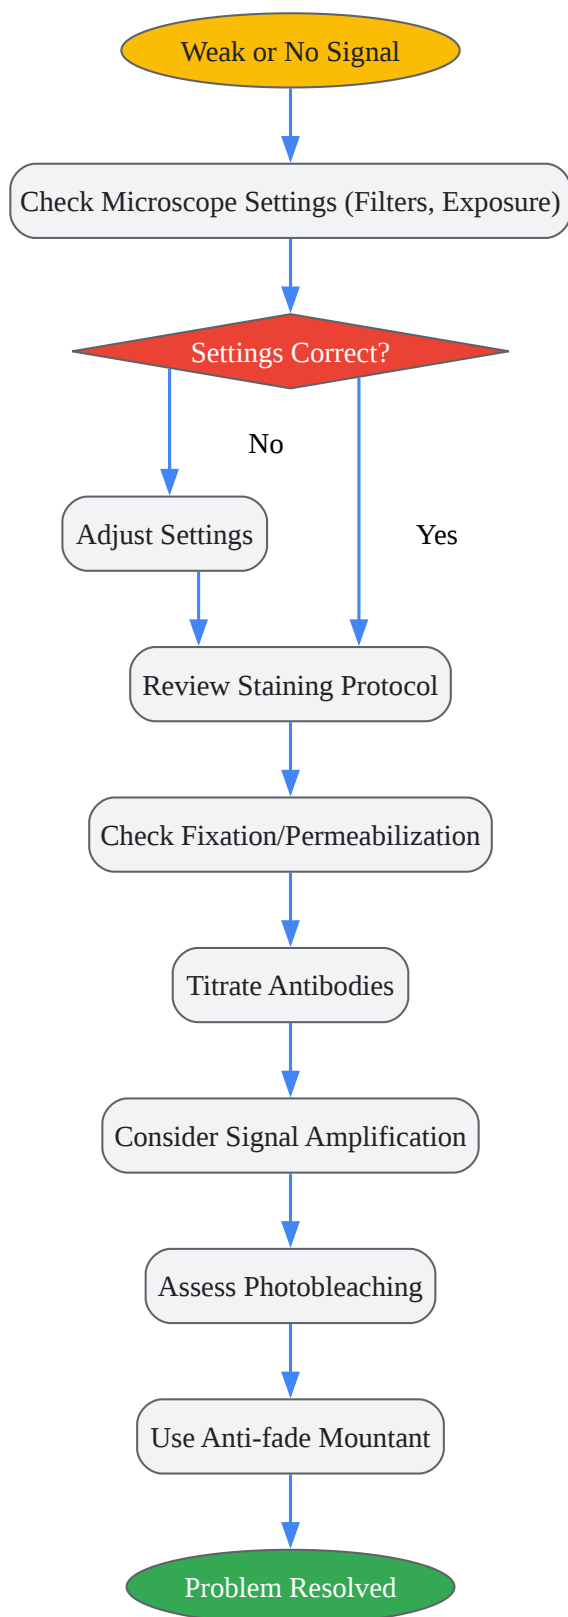 Weak or No Signal
Check Microscope Settings (Filters, Exposure)
Settings Correct?
No
Adjust Settings
Yes
Review Staining Protocol
Check Fixation/Permeabilization
Titrate Antibodies
Consider Signal Amplification
Assess Photobleaching
Use Anti-fade Mountant
Problem Resolved